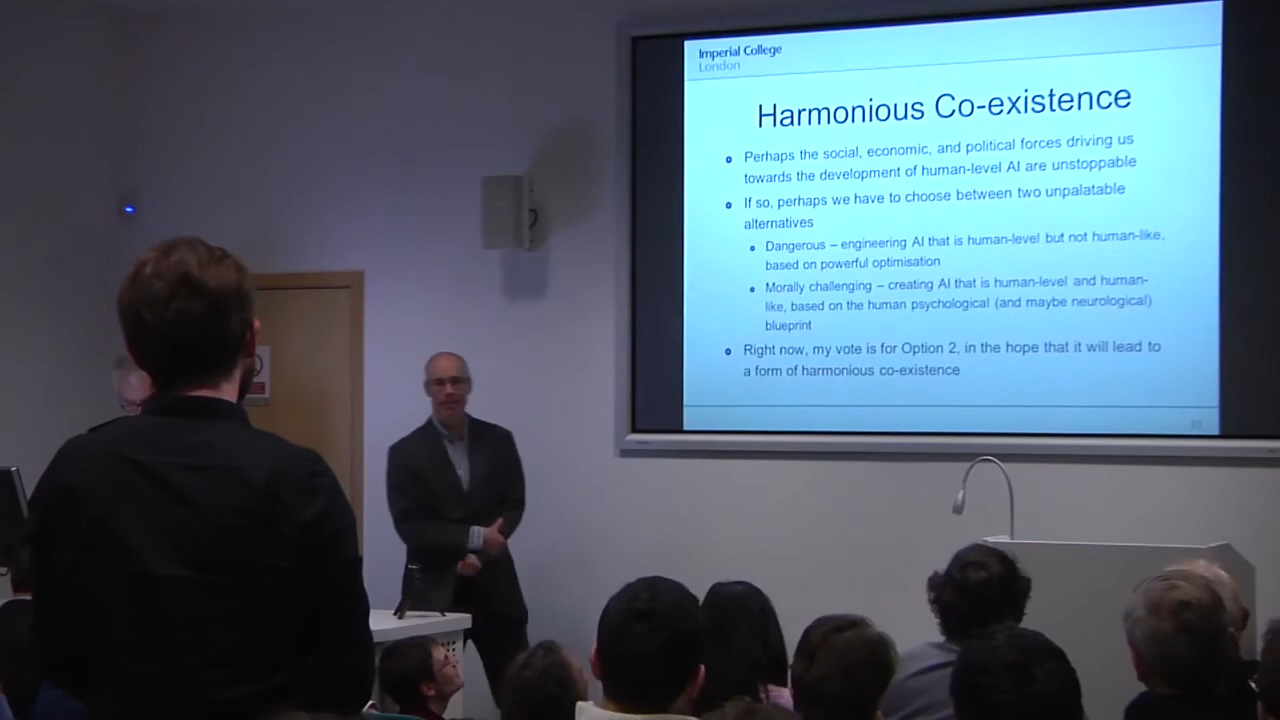 Imperial College
London
Harmonious Co-existence
Perhaps the social, economic, and political forces driving us
towards the development of human-level AI are unstoppable
If so, perhaps we have to choose between two unpalatable
alternatives
Dangerous – engineering AI that is human-level but not human-like,
based on powerful optimisation
Morally challenging – creating AI that is human-level and human-
like, based on the human psychological (and maybe neurological)
blueprint
Right now, my vote is for Option 2, in the hope that it will lead to
a form of harmonious co-existence